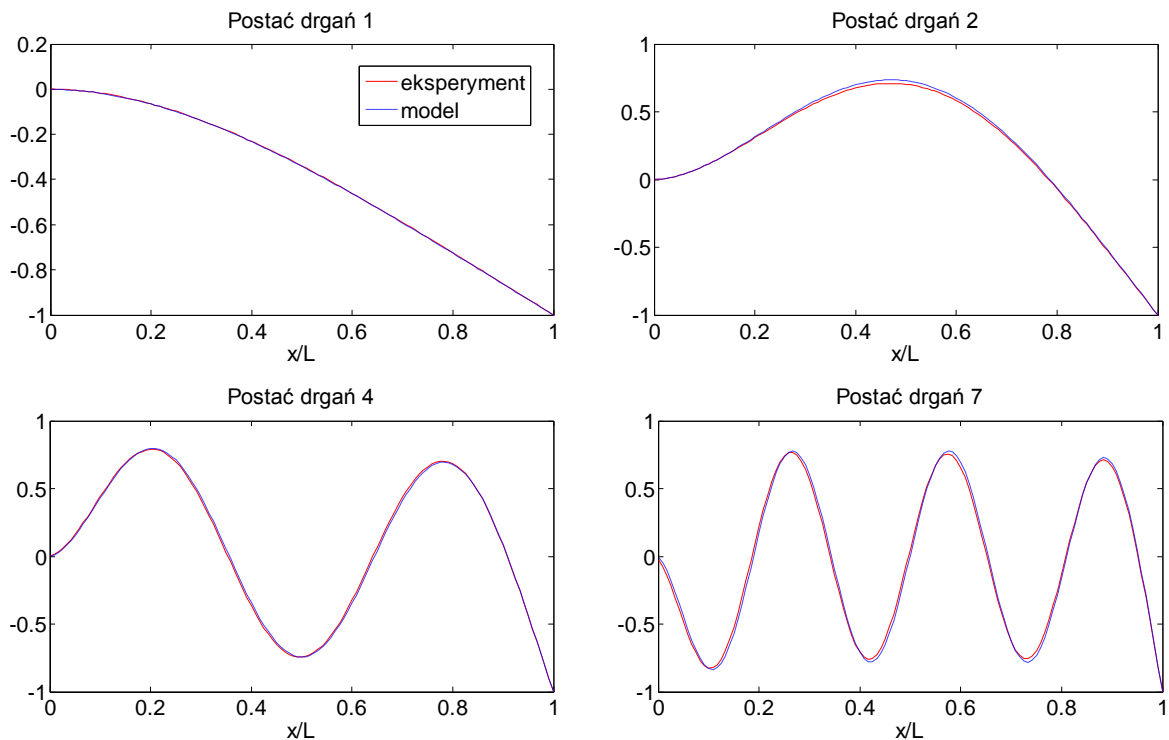 Postać drgań 1
0.2
0
-0.2
-0.4
-0.6
-0.8
-1
0 0.2 0.4 0.6 0.8 1
x/L
eksperyment
model
Postać drgań 2
1
0.5
0
-0.5
-1
0 0.2 0.4 0.6 0.8 1
x/L
Postać drgań 4
1
0.5
0
-0.5
-1
0 0.2 0.4 0.6 0.8 1
x/L
Postać drgań 7
1
0.5
0
-0.5
-1
0 0.2 0.4 0.6 0.8 1
x/L